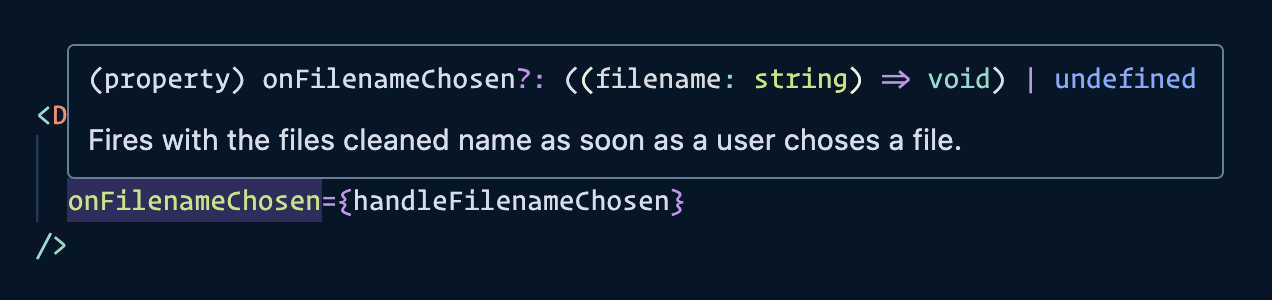 (property) onFilenameChosen?: ((filename: string) => void) | undefined
<D
Fires with the files cleaned name as soon as a user choses a file.
onFilenameChosen={handleFilenameChosen}
/>